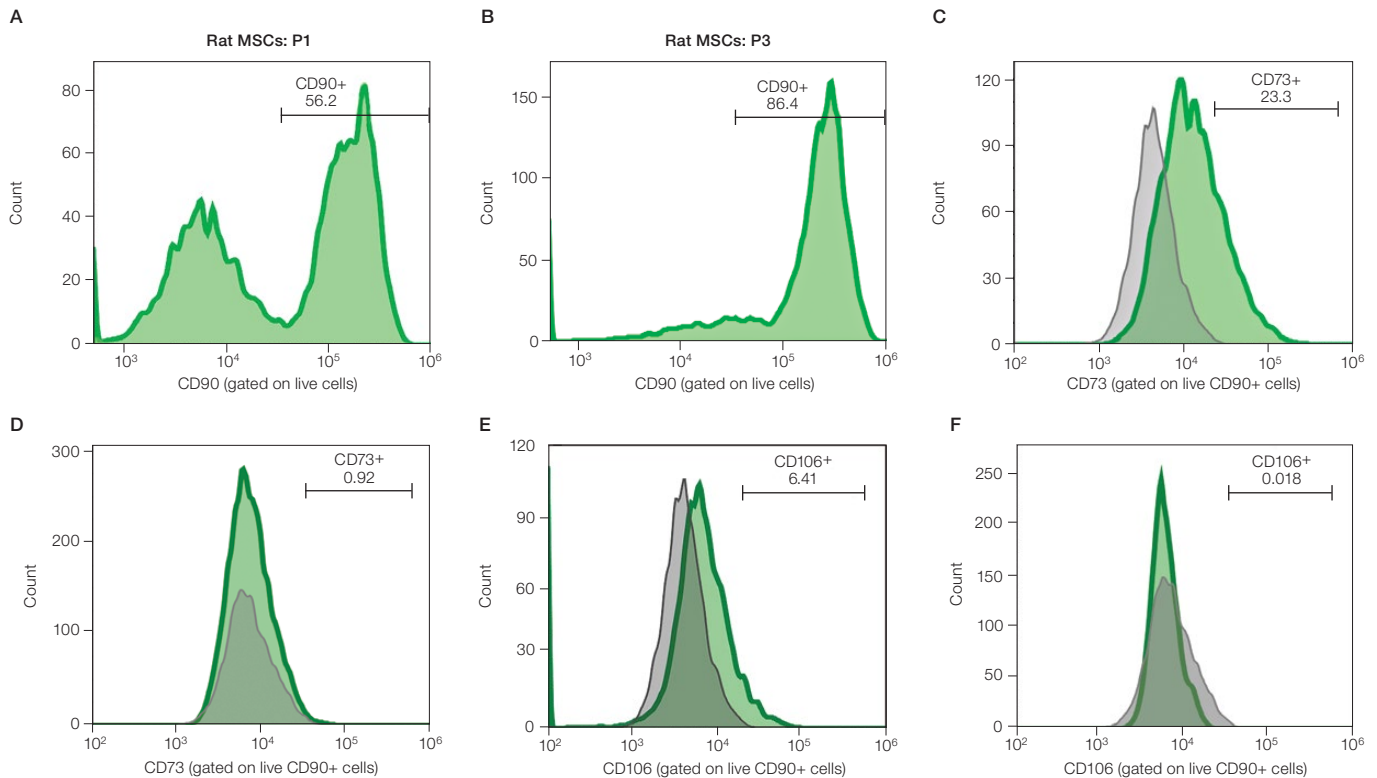 A
Rat MSCs: P1
CD90+
56.2
80
60
40
20
0
Count
10³
10⁴
10⁵
10⁶
CD90 (gated on live cells)
B
Rat MSCs: P3
CD90+
86.4
150
100
50
0
Count
10³
10⁴
10⁵
10⁶
CD90 (gated on live cells)
C
CD73+
23.3
120
90
60
30
0
Count
10²
10³
10⁴
10⁵
10⁶
CD73 (gated on live CD90+ cells)
D
CD73+
0.92
300
200
100
0
Count
10²
10³
10⁴
10⁵
10⁶
CD73 (gated on live CD90+ cells)
E
CD106+
6.41
120
90
60
30
0
Count
10²
10³
10⁴
10⁵
10⁶
CD106 (gated on live CD90+ cells)
F
CD106+
0.018
250
200
150
100
50
0
Count
10²
10³
10⁴
10⁵
10⁶
CD106 (gated on live CD90+ cells)